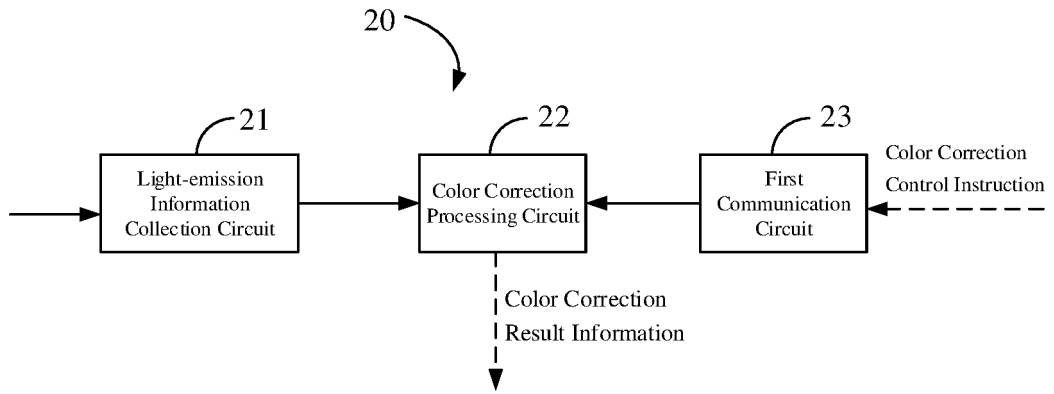 20
21
22
23
Light-emission
Information
Collection Circuit
Color Correction
Processing Circuit
First
Communication
Circuit
Color Correction
Control Instruction
Color Correction
Result Information